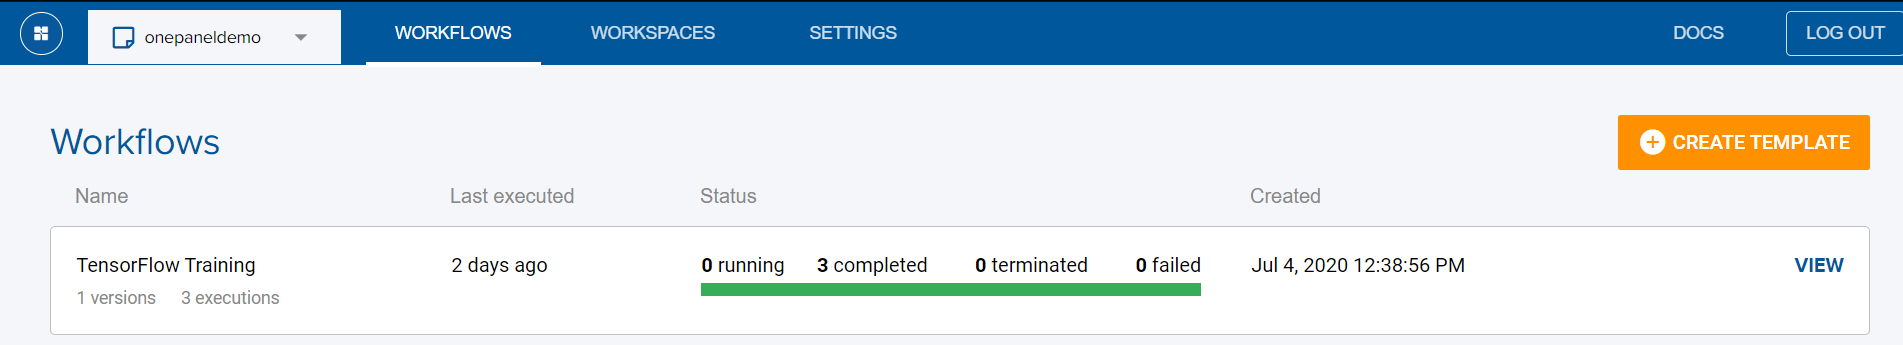 onepaneldemo WORKFLOWS WORKSPACES SETTINGS DOCS LOG OUT
Workflows
CREATE TEMPLATE
Name Last executed Status Created
TensorFlow Training 2 days ago 0 running 3 completed 0 terminated 0 failed Jul 4, 2020 12:38:56 PM VIEW
1 versions 3 executions